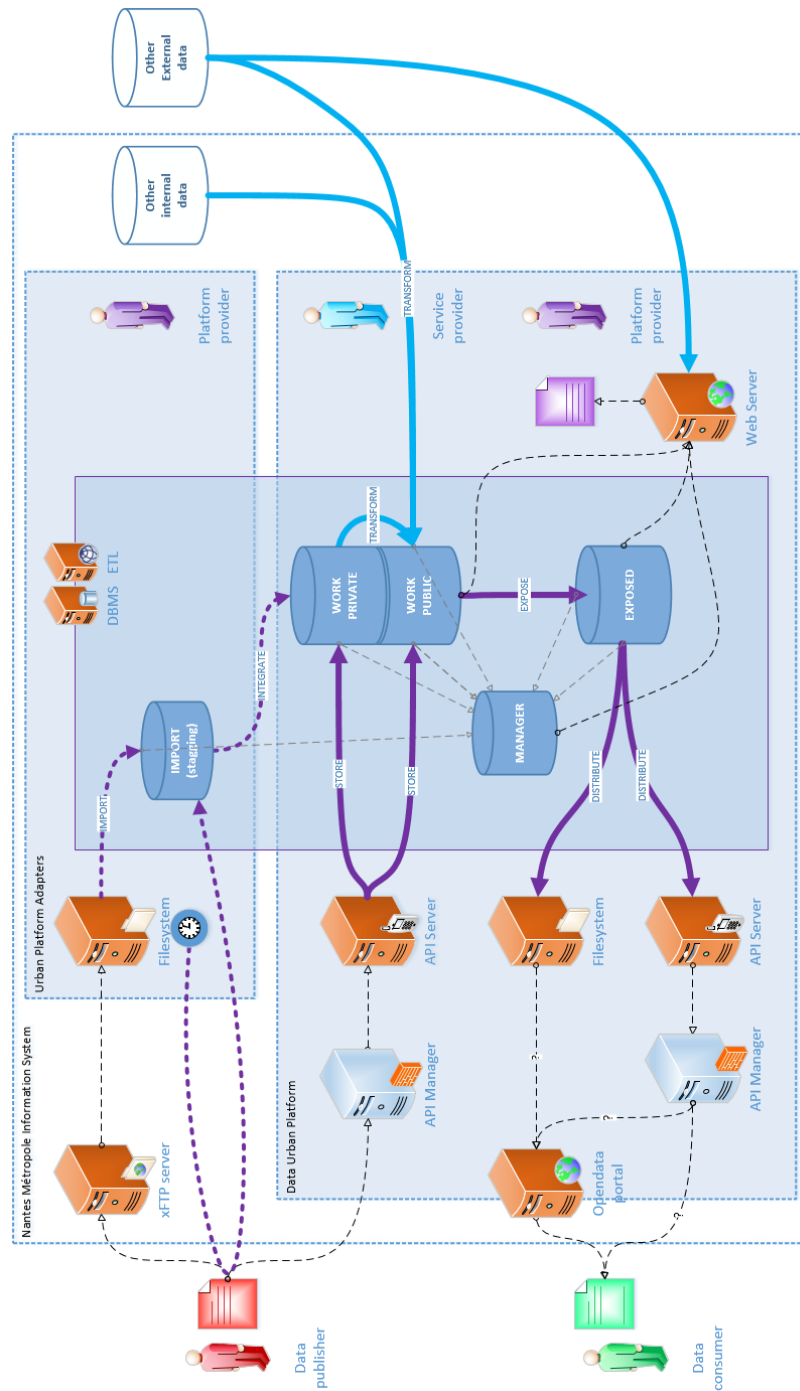 Nantes Métropole Information System
Urban Platform Adapters
xFTP server
Filesystem
IMPORT
DBMS
ETL
IMPORT
(stagging)
Platform
provider
Other
External
data
Other
internal
data
INTEGRATE
Data
publisher
Data Urban Platform
API Manager
API Server
STORE
STORE
WORK
PRIVATE
WORK
PUBLIC
TRANSFORM
TRANSFORM
Service
provider
MANAGER
EXPOSE
?
Filesystem
DISTRIBUTE
DISTRIBUTE
EXPOSED
Platform
provider
Opendata
portal
?
?
Data
consumer
API Manager
API Server
Web Server